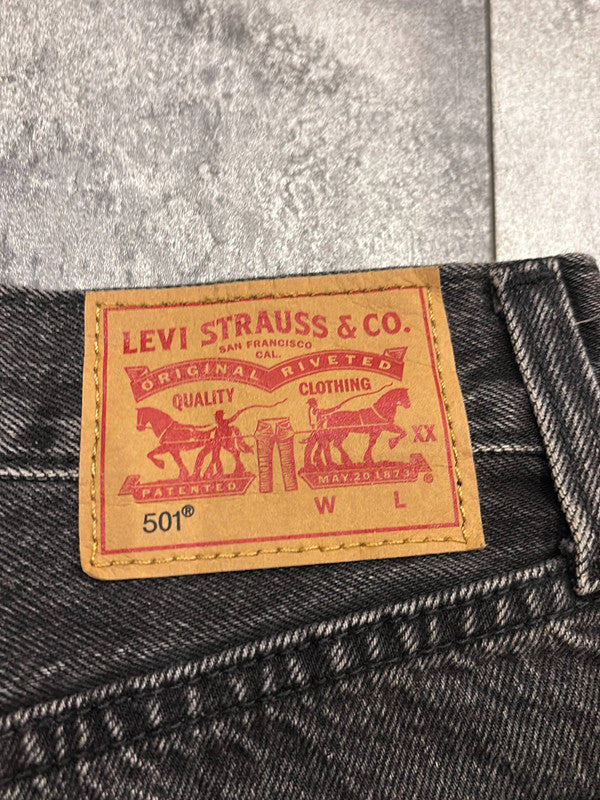 LEVI STRAUSS & CO.
SAN FRANCISCO
CAL.
ORIGINAL RIVETED
QUALITY CLOTHING
XX
PATENTED MAY 20 1873 ®
W L
501®